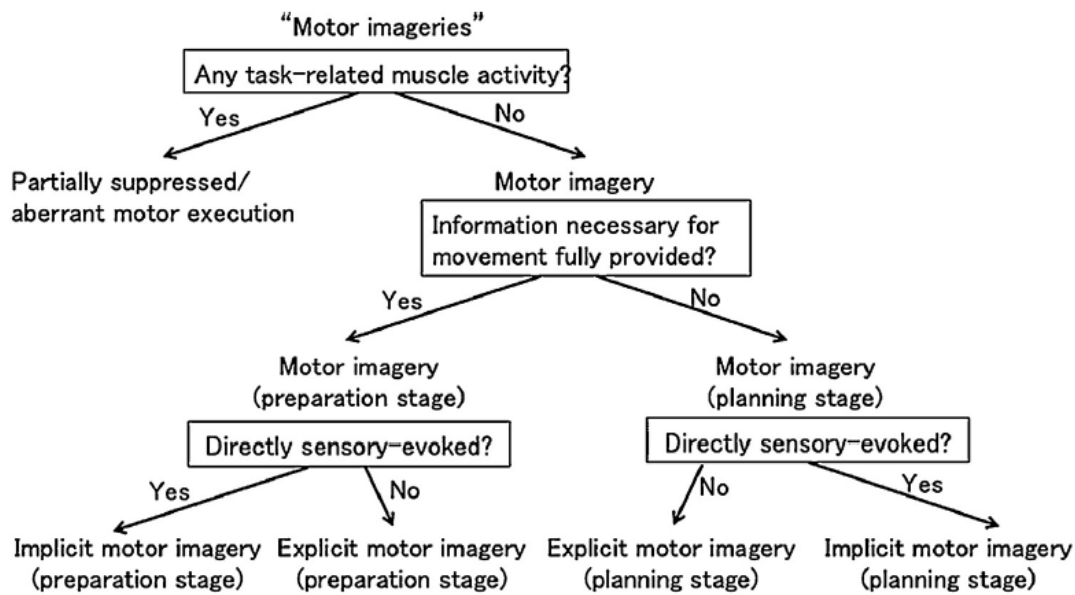 “Motor imageries”
Any task-related muscle activity?
Yes
No
Partially suppressed/
aberrant motor execution
Motor imagery
Information necessary for
movement fully provided?
Yes
No
Motor imagery
(preparation stage)
Motor imagery
(planning stage)
Directly sensory-evoked?
Directly sensory-evoked?
Yes
No
No
Yes
Implicit motor imagery
(preparation stage)
Explicit motor imagery
(preparation stage)
Explicit motor imagery
(planning stage)
Implicit motor imagery
(planning stage)